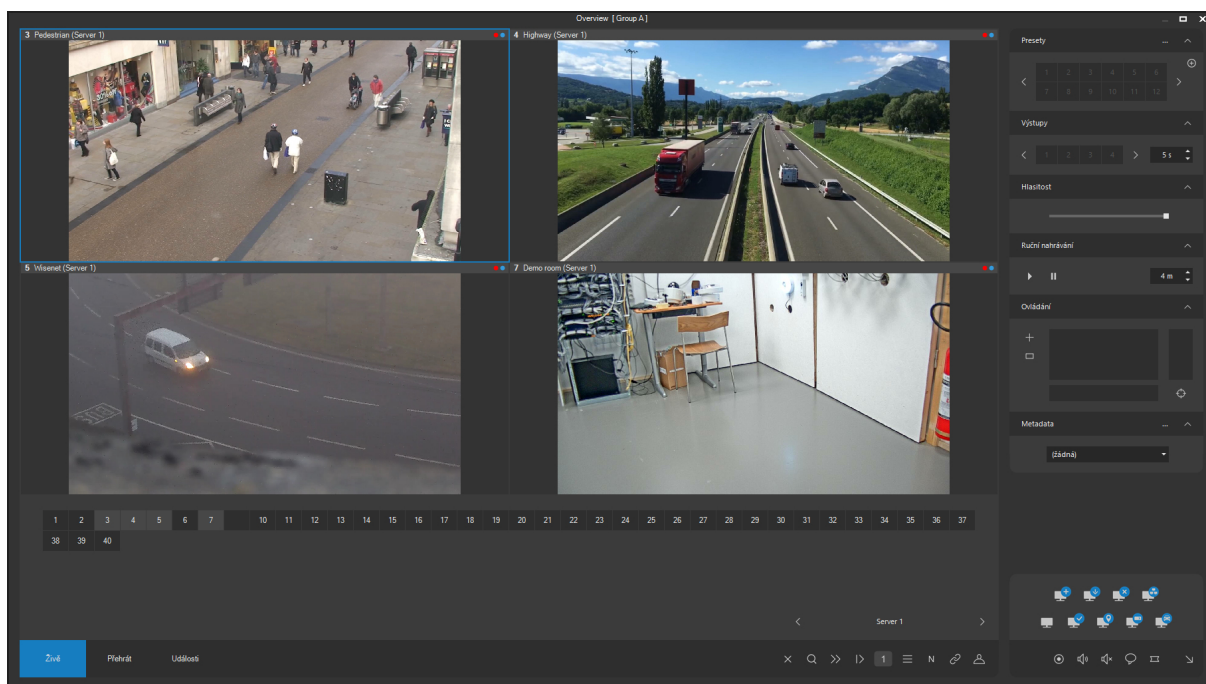 Overview [ Group A ]
3 Pedestrian (Server 1)
4 Highway (Server 1)
5 Wisenet (Server 1)
7 Demo room (Server 1)
1 2 3 4 5 6 7 10 11 12 13 14 15 16 17 18 19 20 21 22 23 24 25 26 27 28 29 30 31 32 33 34 35 36 37
38 39 40
Server 1
Živě Přehrát Události
1 N
Presety
1 2 3 4 5 6
7 8 9 10 11 12
Výstupy
1 2 3 4 5 s
Hlasitost
Ruční nahrávání
4 m
Ovládání
Metadata
(žádná)